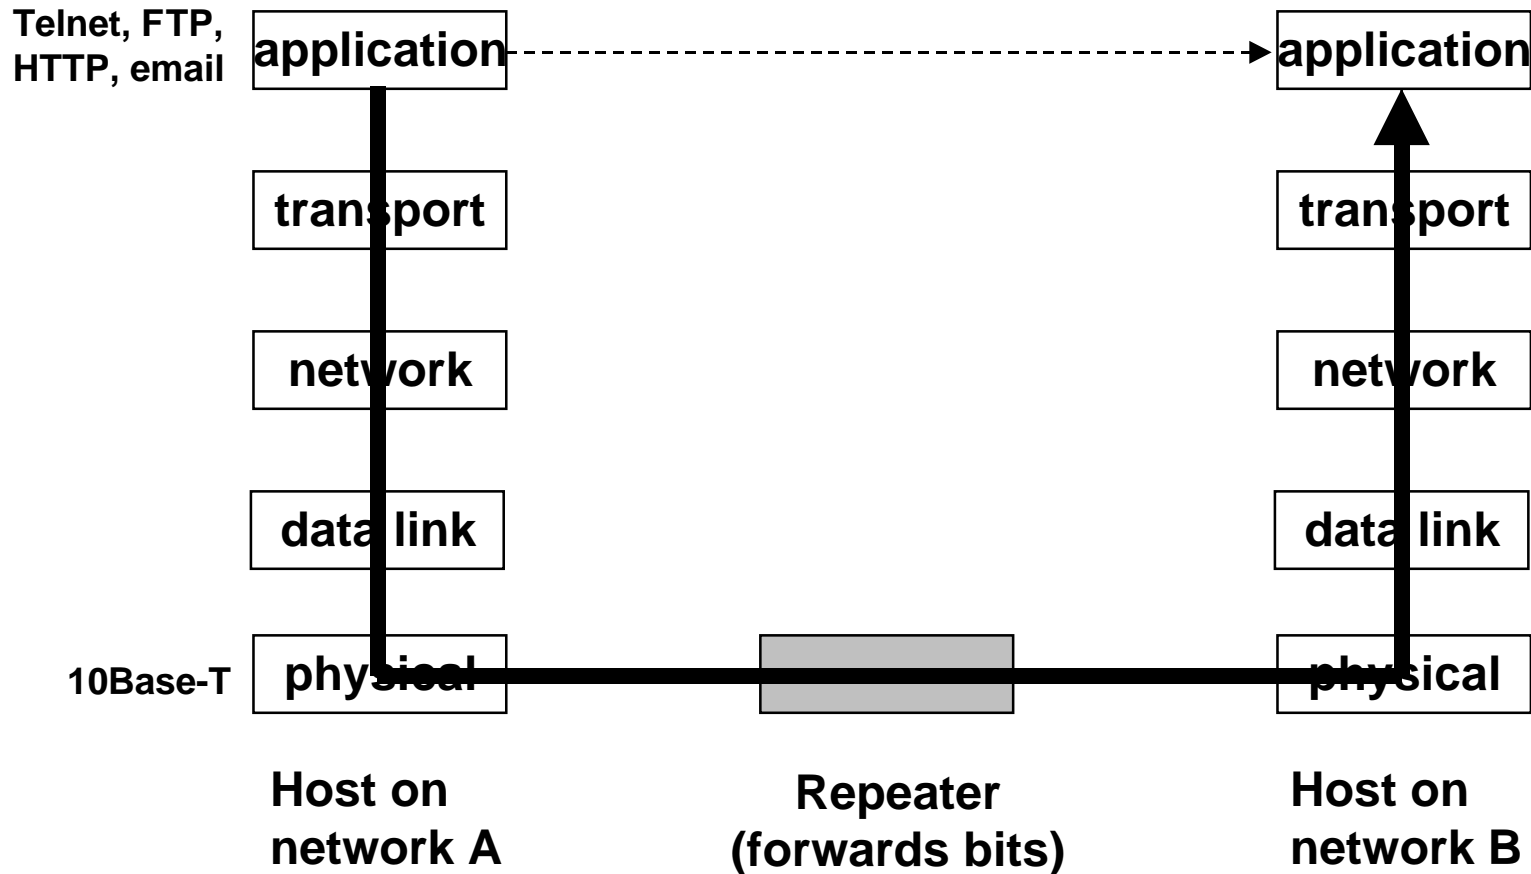 Telnet, FTP,
HTTP, email
application
application
transport
transport
network
network
data link
data link
10Base-T
physical
physical
Host on
network A
Repeater
(forwards bits)
Host on
network B